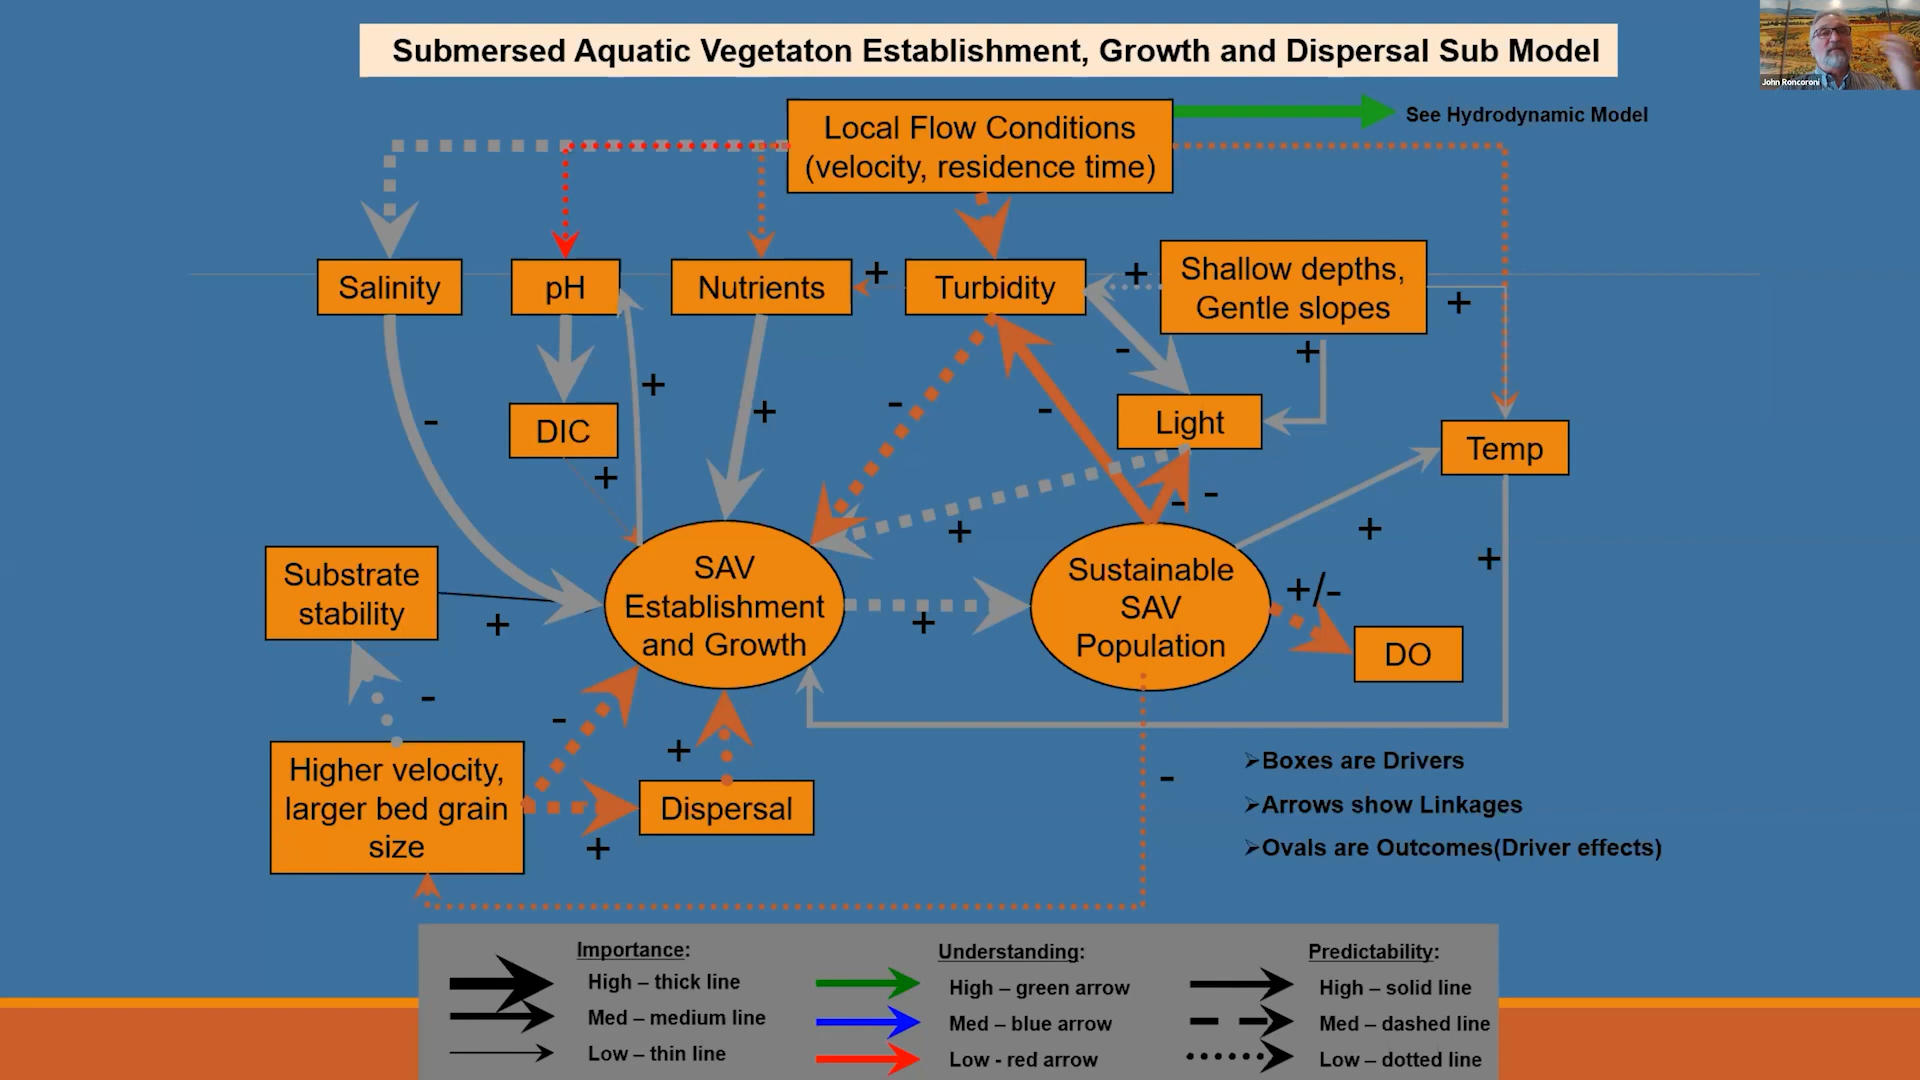 Submersed Aquatic Vegetaton Establishment, Growth and Dispersal Sub Model
John Roncoroni
Local Flow Conditions
(velocity, residence time)
See Hydrodynamic Model
Salinity
pH
Nutrients
+
Turbidity
+
Shallow depths,
Gentle slopes
+
-
+
+
-
+
-
-
DIC
Light
Temp
+
-
-
+
+
+
Substrate
stability
+
SAV
Establishment
and Growth
+
Sustainable
SAV
Population
+/-
DO
-
-
+
-
Higher velocity,
larger bed grain
size
+
Dispersal
➢Boxes are Drivers
➢Arrows show Linkages
➢Ovals are Outcomes(Driver effects)
Importance:
High – thick line
Med – medium line
Low – thin line
Understanding:
High – green arrow
Med – blue arrow
Low - red arrow
Predictability:
High – solid line
Med – dashed line
Low – dotted line